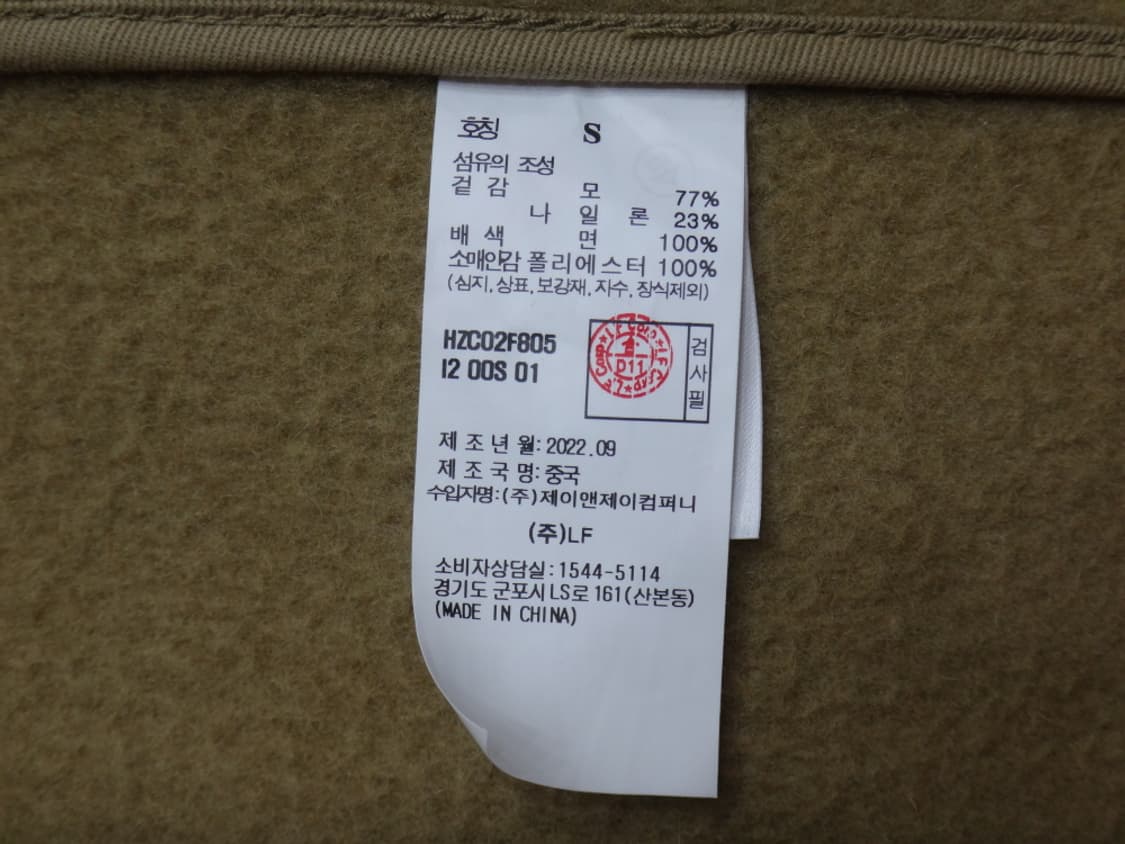 호칭 S
섬유의 조성
겉 감 모 77%
나 일 론 23%
배 색 면 100%
소매안감 폴리에스터 100%
(심지, 상표, 보강재, 자수, 장식제외)
HZC02F805
I2 00S 01
D11
검사필
제 조 년 월: 2022.09
제 조 국 명: 중국
수입자명: (주)제이앤제이컴퍼니
(주)LF
소비자상담실: 1544-5114
경기도 군포시 LS로 161(산본동)
(MADE IN CHINA)